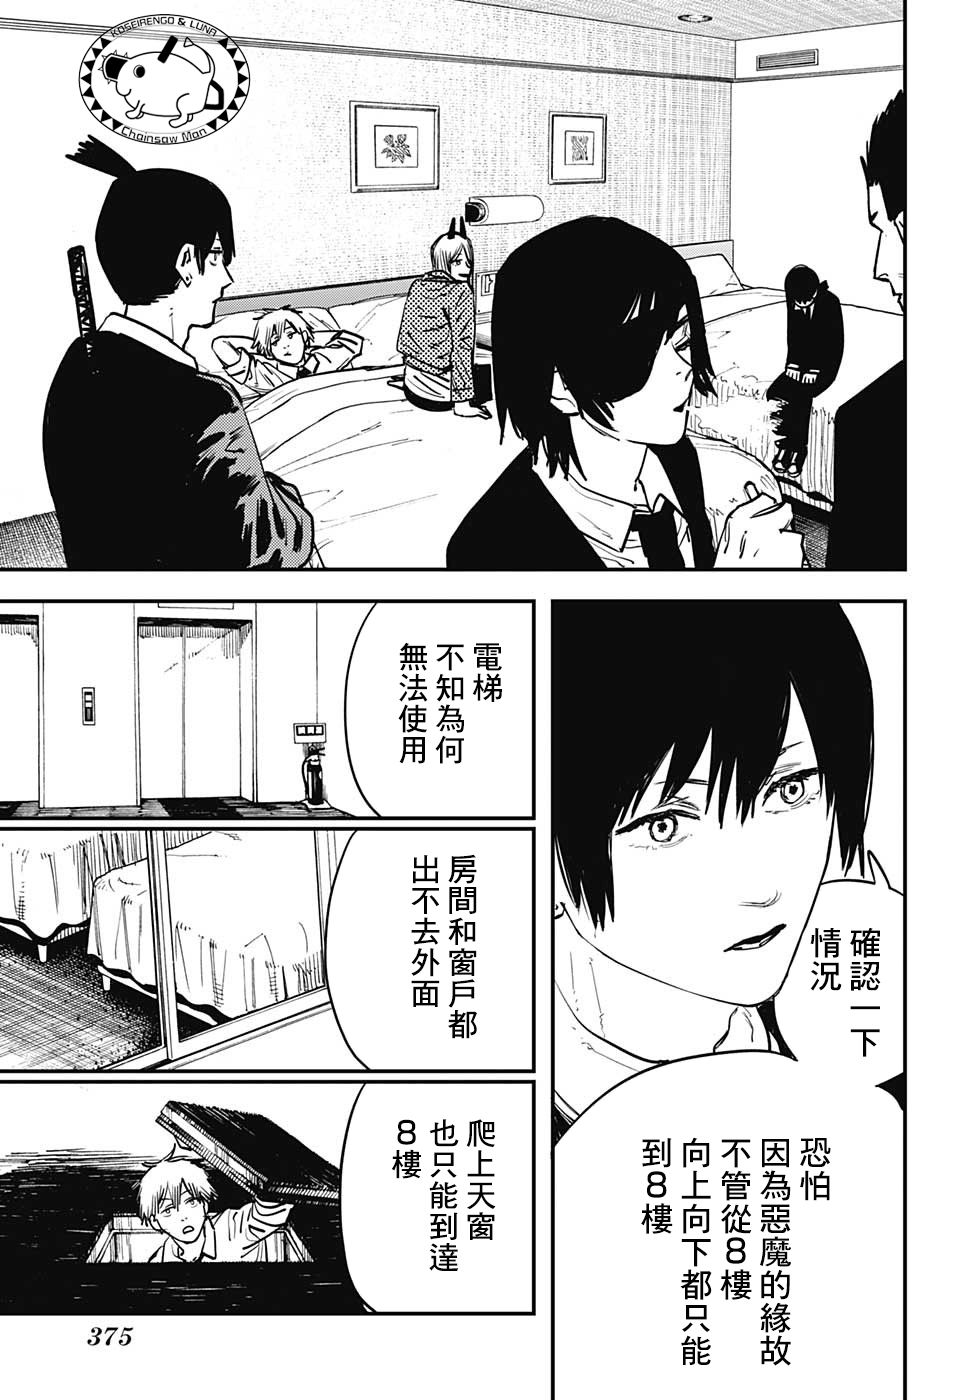 KOSEIRENGO & LUNA
Chainsaw Man
確認一下
情況
恐怕
因為惡魔的緣故
不管從8樓
向上向下都只能
到8樓
電梯
不知為何
無法使用
房間和窗戶都
出不去外面
爬上天窗
也只能到達
8樓
375